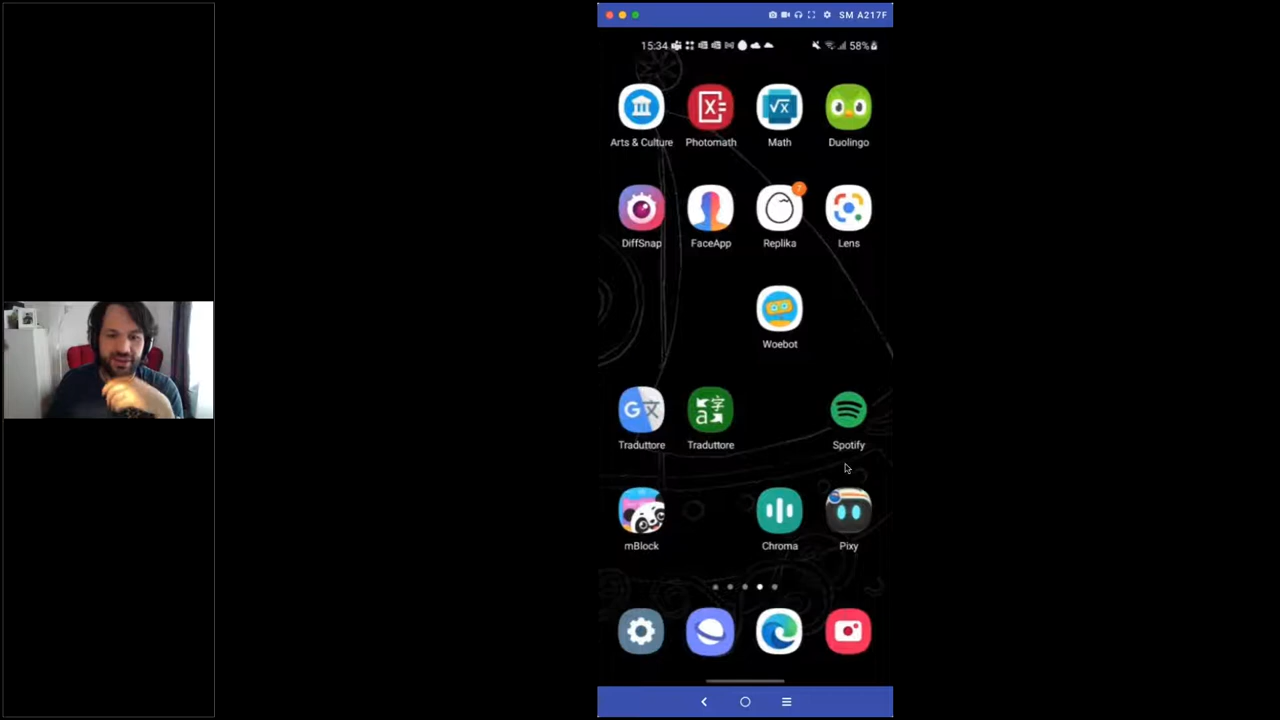 SM A217F
15:34 58%
Arts & Culture Photomath Math Duolingo
DiffSnap FaceApp Replika 7 Lens
Woebot
Traduttore Traduttore Spotify
mBlock Chroma Pixy